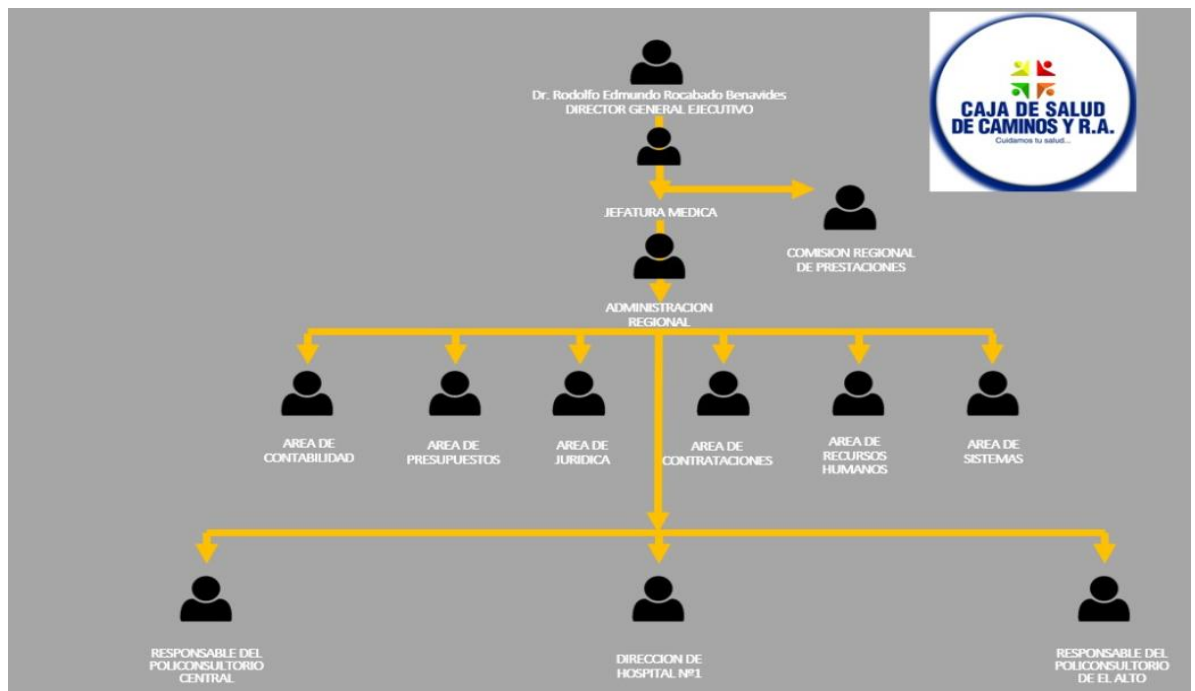 CAJA DE SALUD
DE CAMINOS Y R.A.
Cuidamos tu salud...
Dr. Rodolfo Edmundo Rocabado Benavides
DIRECTOR GENERAL EJECUTIVO
JEFATURA MEDICA
COMISION REGIONAL
DE PRESTACIONES
ADMINISTRACION
REGIONAL
AREA DE
CONTABILIDAD
AREA DE
PRESUPUESTOS
AREA DE
JURIDICA
AREA DE
CONTRATACIONES
AREA DE
RECURSOS
HUMANOS
AREA DE
SISTEMAS
RESPONSABLE DEL
POLICONSULTORIO
CENTRAL
DIRECCION DE
HOSPITAL Nº1
RESPONSABLE DEL
POLICONSULTORIO
DE EL ALTO